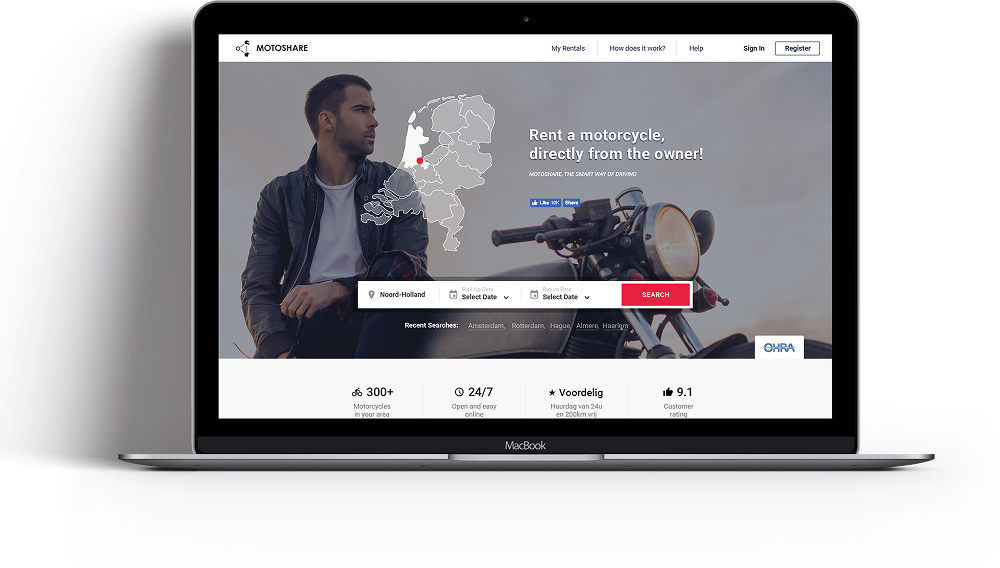 MOTOSHARE
My Rentals
How does it work?
Help
Sign In
Register
Rent a motorcycle,
directly from the owner!
MOTOSHARE, THE SMART WAY OF DRIVING
Like 10K
Share
Noord-Holland
Pick-Up Date
Select Date
Return Date
Select Date
SEARCH
Recent Searches: Amsterdam, Rotterdam, Hague, Almere, Haarlem
OHRA
300+
Motorcycles
in your area
24/7
Open and easy
online
Voordelig
Huurdag van 24u
en 200km vrij
9.1
Customer
rating
MacBook